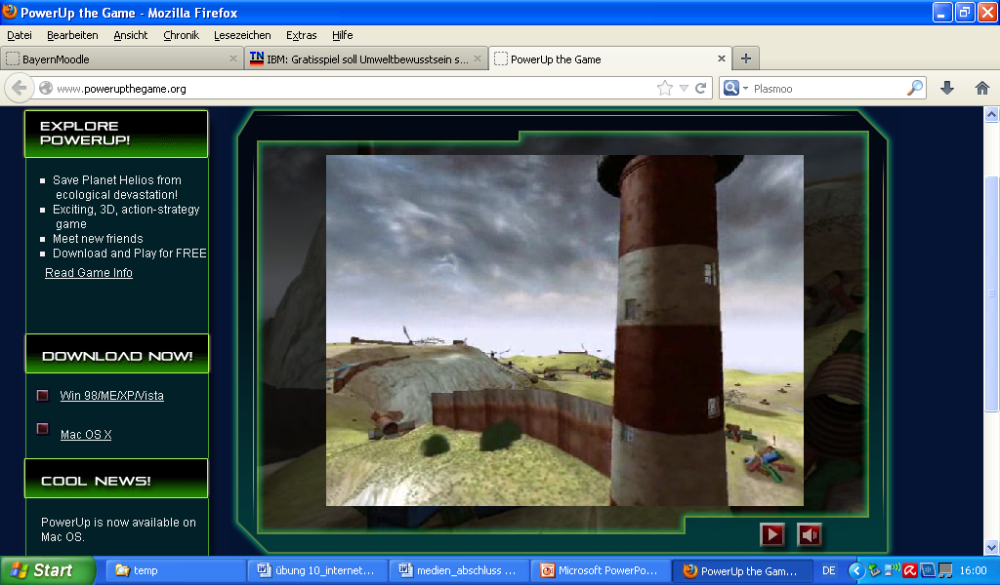 PowerUp the Game - Mozilla Firefox
Datei Bearbeiten Ansicht Chronik Lesezeichen Extras Hilfe
BayernMoodle
TN IBM: Gratisspiel soll Umweltbewusstsein s...
PowerUp the Game
www.powerupthegame.org
Plasmoo
EXPLORE
POWERUP!
Save Planet Helios from
ecological devastation!
Exciting, 3D, action-strategy
game
Meet new friends
Download and Play for FREE
Read Game Info
DOWNLOAD NOW!
Win 98/ME/XP/Vista
Mac OS X
COOL NEWS!
PowerUp is now available on
Mac OS.
Start
temp
übung 10_internet...
medien_abschluss ...
Microsoft PowerPo...
PowerUp the Gam...
DE
16:00